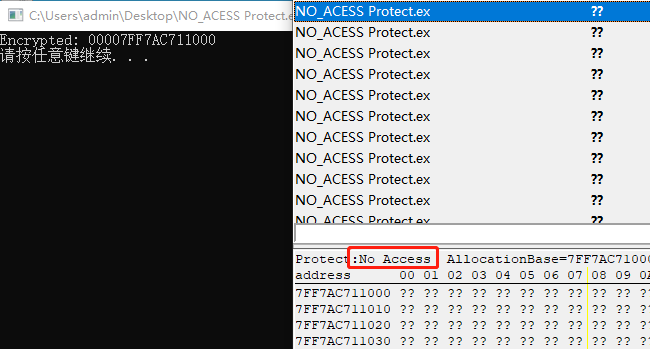 C:\Users\admin\Desktop\NO_ACESS Protect.e
Encrypted: 00007FF7AC711000
请按任意键继续. . .
NO_ACESS Protect.ex ??
NO_ACESS Protect.ex ??
NO_ACESS Protect.ex ??
NO_ACESS Protect.ex ??
NO_ACESS Protect.ex ??
NO_ACESS Protect.ex ??
NO_ACESS Protect.ex ??
NO_ACESS Protect.ex ??
NO_ACESS Protect.ex ??
NO_ACESS Protect.ex ??
NO_ACESS Protect.ex ??
Protect:No Access AllocationBase=7FF7AC71000
address 00 01 02 03 04 05 06 07 08 09 0A
7FF7AC711000 ?? ?? ?? ?? ?? ?? ?? ?? ?? ?? ??
7FF7AC711010 ?? ?? ?? ?? ?? ?? ?? ?? ?? ?? ??
7FF7AC711020 ?? ?? ?? ?? ?? ?? ?? ?? ?? ?? ??
7FF7AC711030 ?? ?? ?? ?? ?? ?? ?? ?? ?? ?? ??